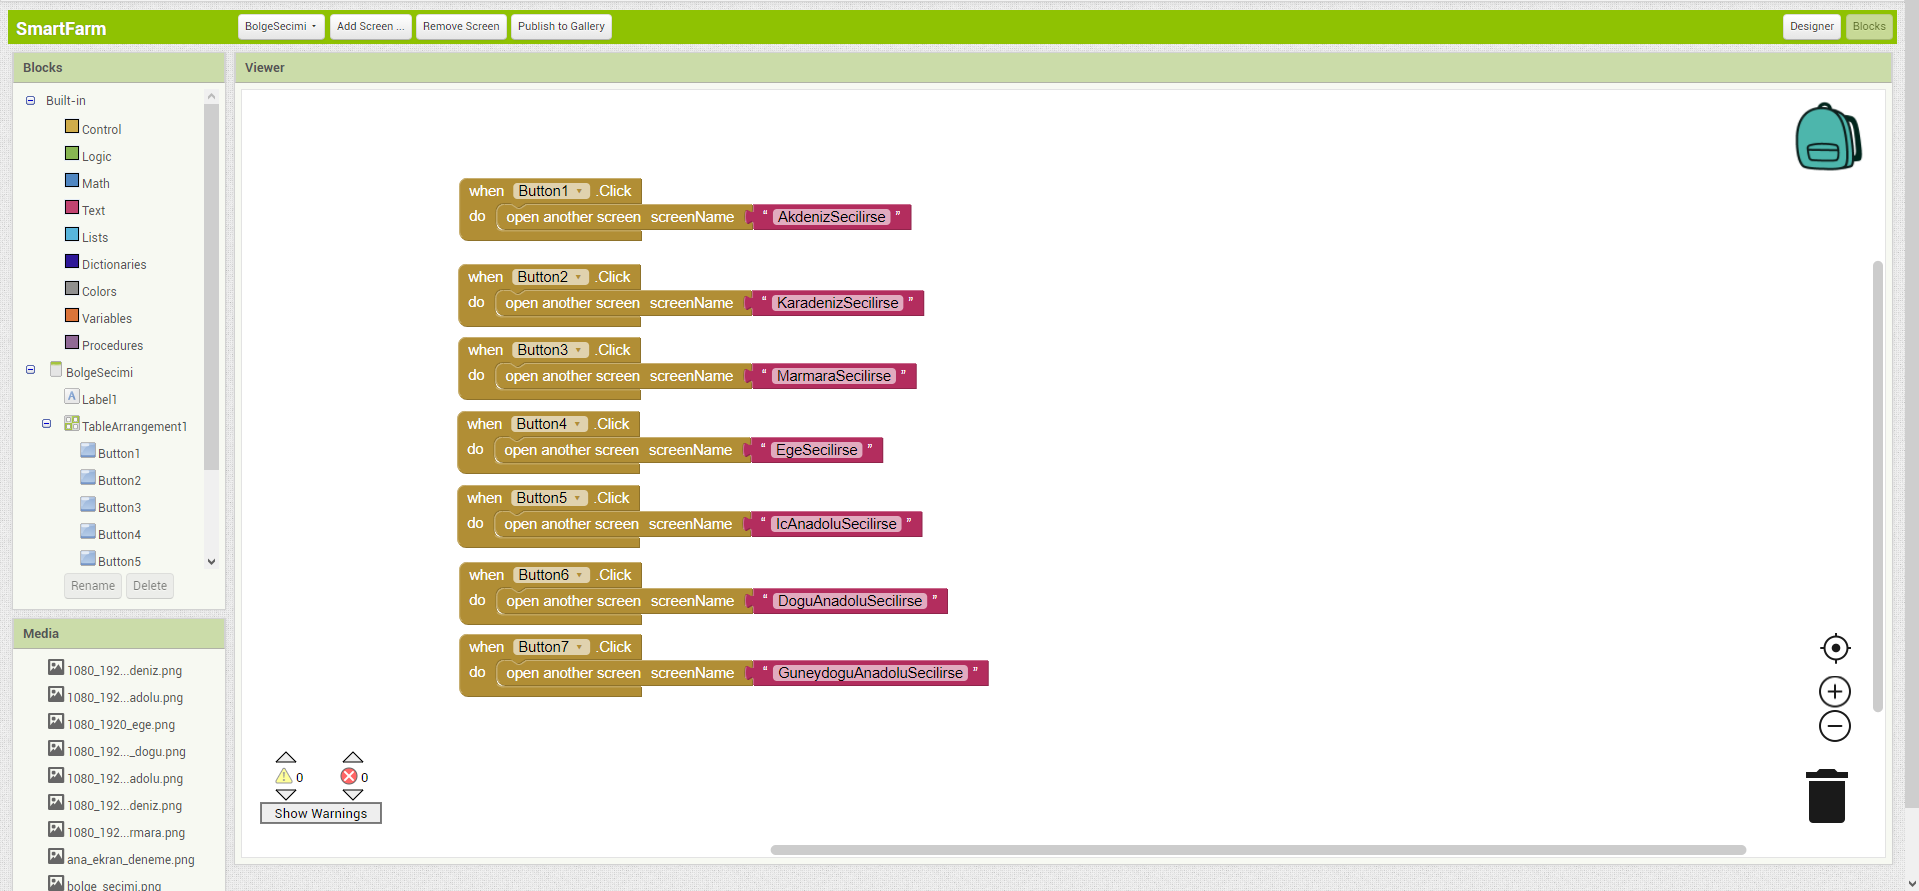 SmartFarm
BolgeSecimi
Add Screen ...
Remove Screen
Publish to Gallery
Designer
Blocks
Blocks
Built-in
Control
Logic
Math
Text
Lists
Dictionaries
Colors
Variables
Procedures
BolgeSecimi
A Label1
TableArrangement1
Button1
Button2
Button3
Button4
Button5
Rename
Delete
Media
1080_192...deniz.png
1080_192...adolu.png
1080_1920_ege.png
1080_192..._dogu.png
1080_192...adolu.png
1080_192...deniz.png
1080_192...rmara.png
ana_ekran_deneme.png
bolge_secimi.png
Viewer
when Button1 .Click
do open another screen screenName “ AkdenizSecilirse ”
when Button2 .Click
do open another screen screenName “ KaradenizSecilirse ”
when Button3 .Click
do open another screen screenName “ MarmaraSecilirse ”
when Button4 .Click
do open another screen screenName “ EgeSecilirse ”
when Button5 .Click
do open another screen screenName “ IcAnadoluSecilirse ”
when Button6 .Click
do open another screen screenName “ DoguAnadoluSecilirse ”
when Button7 .Click
do open another screen screenName “ GuneydoguAnadoluSecilirse ”
0 0
Show Warnings